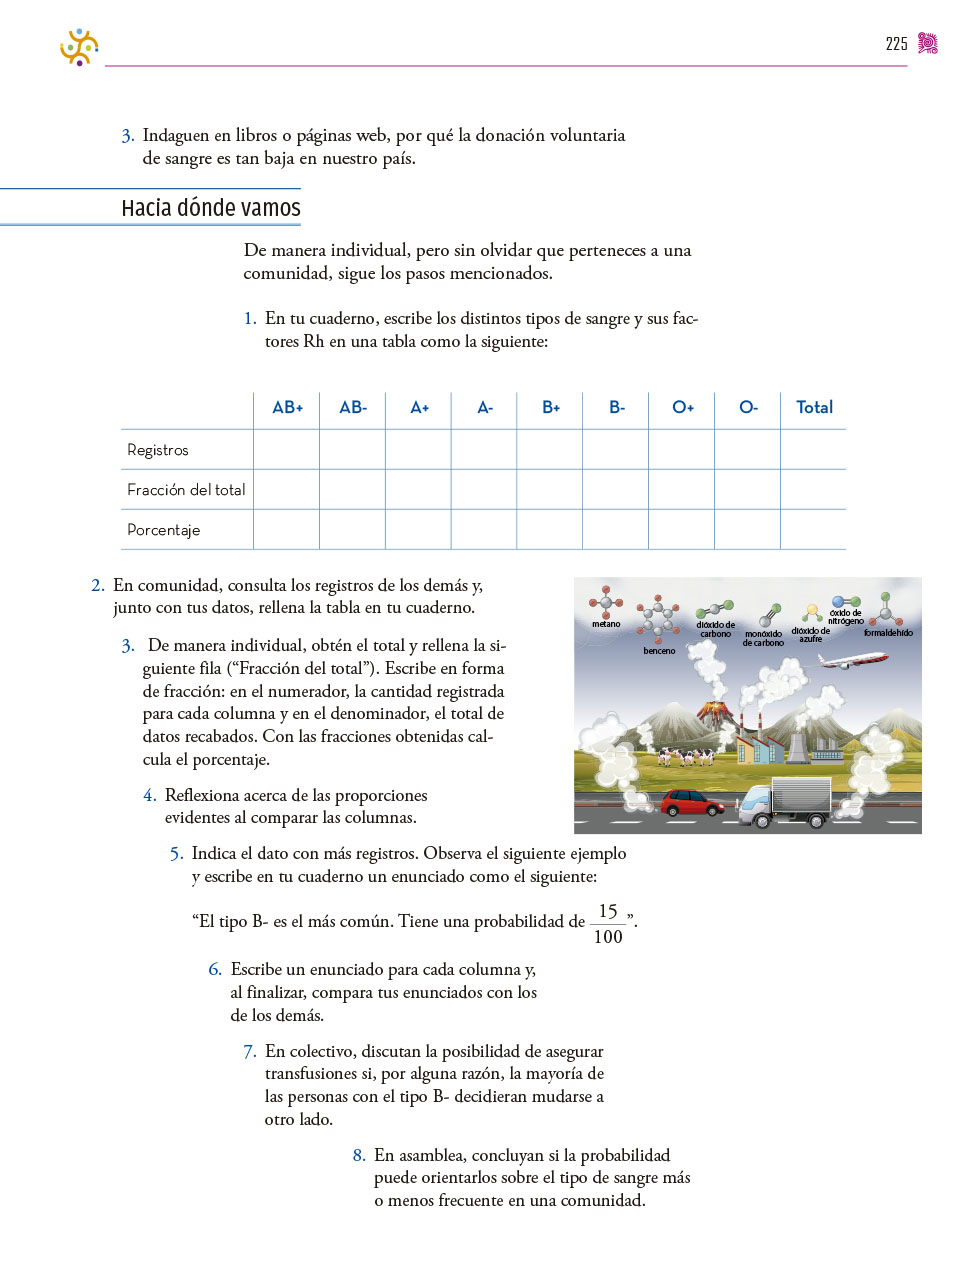 225
3. Indaguen en libros o páginas web, por qué la donación voluntaria
de sangre es tan baja en nuestro país.
Hacia dónde vamos
De manera individual, pero sin olvidar que perteneces a una
comunidad, sigue los pasos mencionados.
1. En tu cuaderno, escribe los distintos tipos de sangre y sus fac-
tores Rh en una tabla como la siguiente:
AB+ AB- A+ A- B+ B- O+ O- Total
Registros
Fracción del total
Porcentaje
2. En comunidad, consulta los registros de los demás y,
junto con tus datos, rellena la tabla en tu cuaderno.
3. De manera individual, obtén el total y rellena la si-
guiente fila (“Fracción del total”). Escribe en forma
de fracción: en el numerador, la cantidad registrada
para cada columna y en el denominador, el total de
datos recabados. Con las fracciones obtenidas cal-
cula el porcentaje.
metano
benceno
dióxido de
carbono
monóxido
de carbono
dióxido de
azufre
óxido de
nitrógeno
formaldehído
4. Reflexiona acerca de las proporciones
evidentes al comparar las columnas.
5. Indica el dato con más registros. Observa el siguiente ejemplo
y escribe en tu cuaderno un enunciado como el siguiente:
“El tipo B- es el más común. Tiene una probabilidad de 15/100”.
6. Escribe un enunciado para cada columna y,
al finalizar, compara tus enunciados con los
de los demás.
7. En colectivo, discutan la posibilidad de asegurar
transfusiones si, por alguna razón, la mayoría de
las personas con el tipo B- decidieran mudarse a
otro lado.
8. En asamblea, concluyan si la probabilidad
puede orientarlos sobre el tipo de sangre más
o menos frecuente en una comunidad.